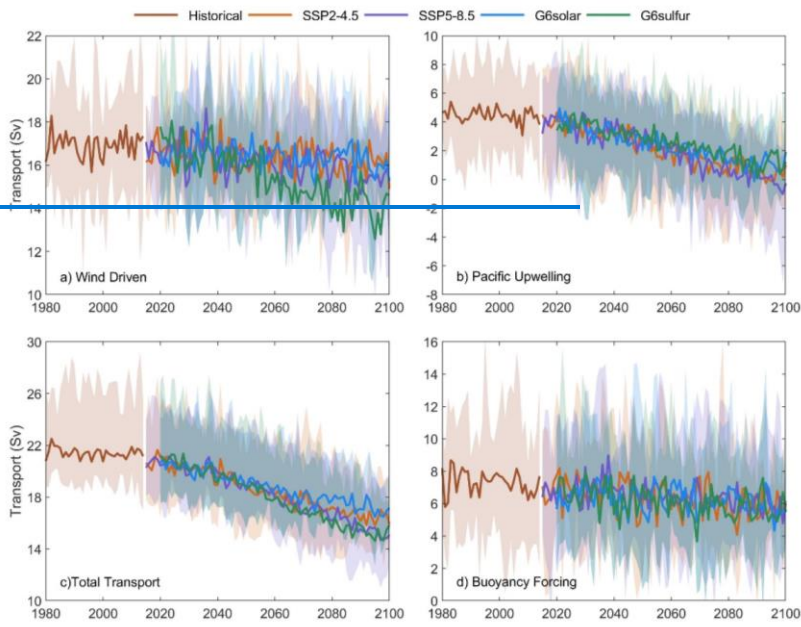 Historical SSP2-4.5 SSP5-8.5 G6solar G6sulfur
22
20
18
16
14
12
10
Transport (Sv)
a) Wind Driven
1980 2000 2020 2040 2060 2080 2100
10
8
6
4
2
0
-2
-4
-6
-8
b) Pacific Upwelling
1980 2000 2020 2040 2060 2080 2100
30
26
22
18
14
10
Transport (Sv)
c)Total Transport
1980 2000 2020 2040 2060 2080 2100
16
14
12
10
8
6
4
2
0
d) Buoyancy Forcing
1980 2000 2020 2040 2060 2080 2100